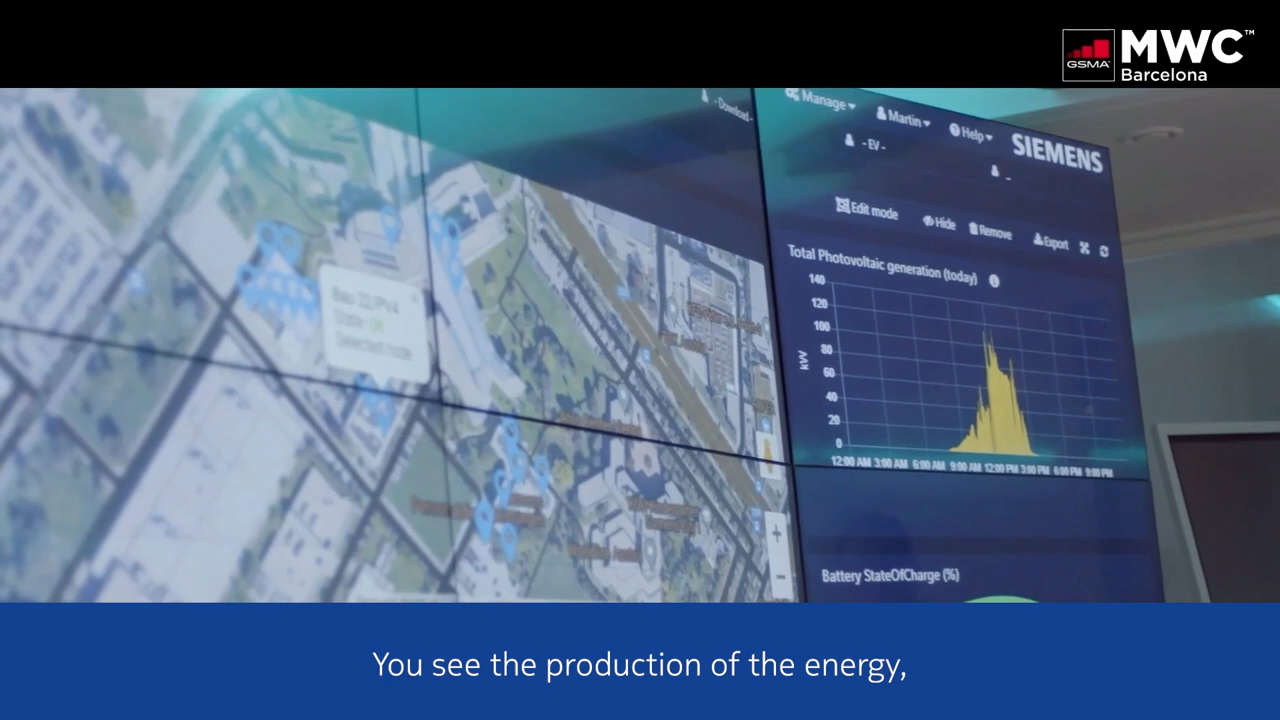 GSMA
MWC™
Barcelona
Manage
Martin
Help
SIEMENS
- Download -
- EV -
-
Edit mode
Hide
Remove
Export
Total Photovoltaic generation (today)
140
120
100
80
60
40
20
0
kW
12:00 AM 3:00 AM 6:00 AM 9:00 AM 12:00 PM 3:00 PM 6:00 PM 9:00 PM
+
-
Battery StateOfCharge (%)
You see the production of the energy,